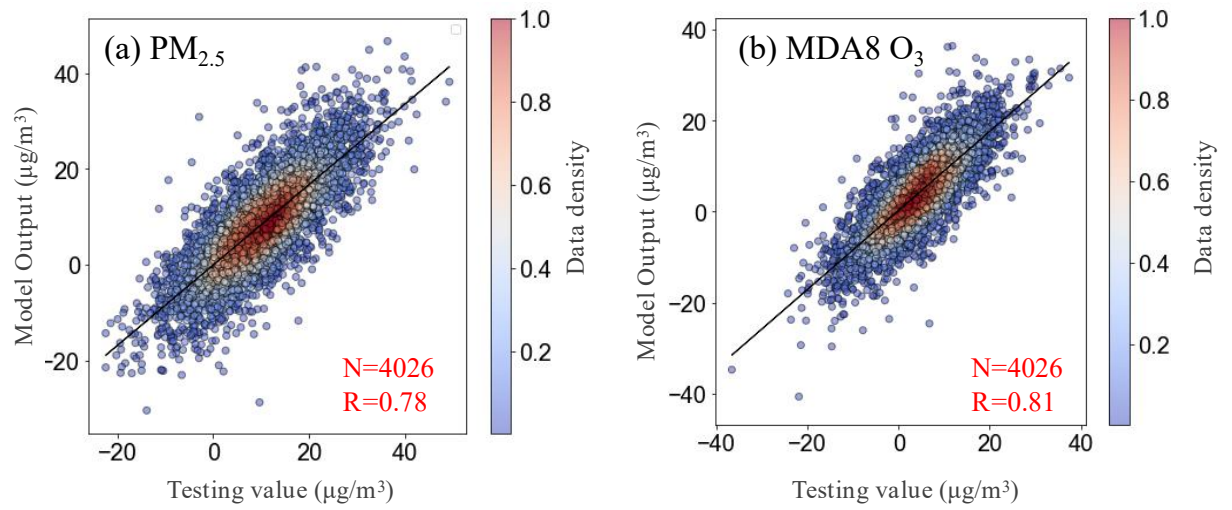 (a) PM2.5
Model Output (μg/m³)
40
20
0
−20
−20
0
20
40
Testing value (μg/m³)
N=4026
R=0.78
1.0
0.8
0.6
0.4
0.2
Data density
(b) MDA8 O3
Model Output (μg/m³)
40
20
0
−20
−40
−40
−20
0
20
40
Testing value (μg/m³)
N=4026
R=0.81
1.0
0.8
0.6
0.4
0.2
Data density